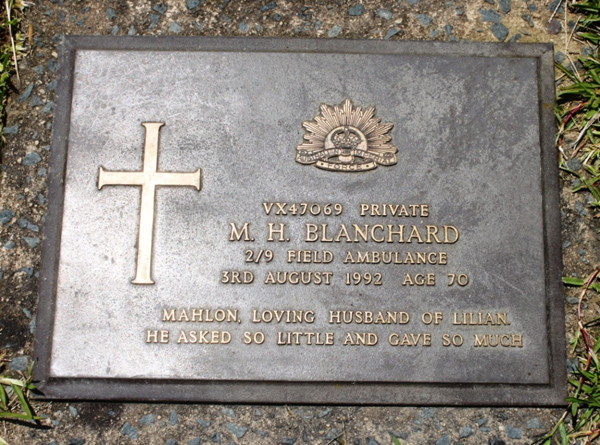 FORCE
VX47069 PRIVATE
M. H. BLANCHARD
2/9 FIELD AMBULANCE
3RD AUGUST 1992 AGE 70
MAHLON, LOVING HUSBAND OF LILIAN.
HE ASKED SO LITTLE AND GAVE SO MUCH